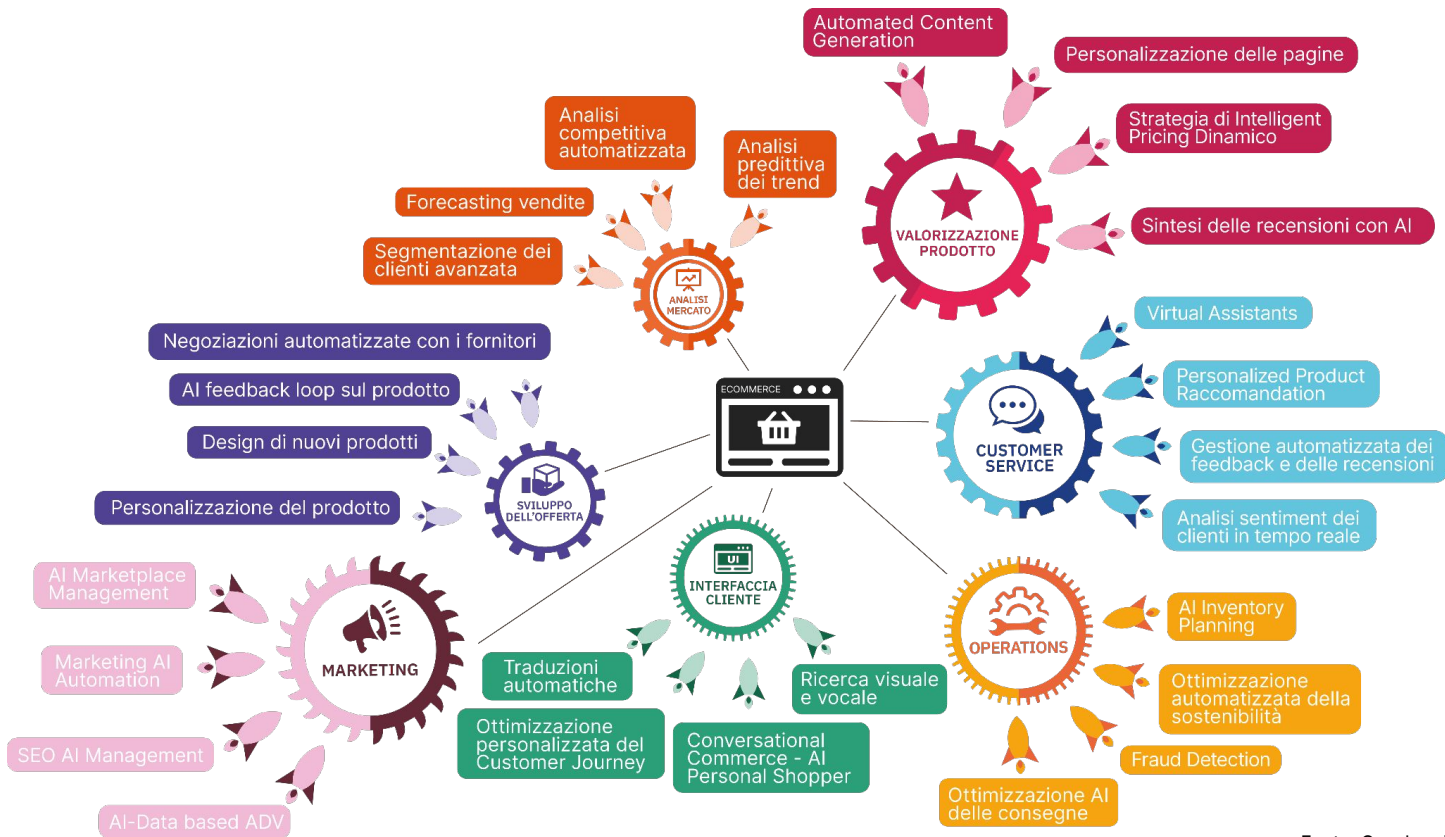 Automated Content
Generation
Personalizzazione delle pagine
Strategia di Intelligent
Pricing Dinamico
Sintesi delle recensioni con AI
VALORIZZAZIONE
PRODOTTO
Analisi
competitiva
automatizzata
Analisi
predittiva
dei trend
Forecasting vendite
Segmentazione dei
clienti avanzata
ANALISI
MERCATO
Negoziazioni automatizzate con i fornitori
AI feedback loop sul prodotto
Design di nuovi prodotti
Personalizzazione del prodotto
SVILUPPO
DELL'OFFERTA
ECOMMERCE
Virtual Assistants
Personalized Product
Raccomandation
Gestione automatizzata dei
feedback e delle recensioni
Analisi sentiment dei
clienti in tempo reale
CUSTOMER
SERVICE
AI Marketplace
Management
Marketing AI
Automation
SEO AI Management
AI-Data based ADV
MARKETING
UI
INTERFACCIA
CLIENTE
Traduzioni
automatiche
Ottimizzazione
personalizzata del
Customer Journey
Conversational
Commerce - AI
Personal Shopper
Ricerca visuale
e vocale
OPERATIONS
AI Inventory
Planning
Ottimizzazione
automatizzata della
sostenibilità
Fraud Detection
Ottimizzazione AI
delle consegne